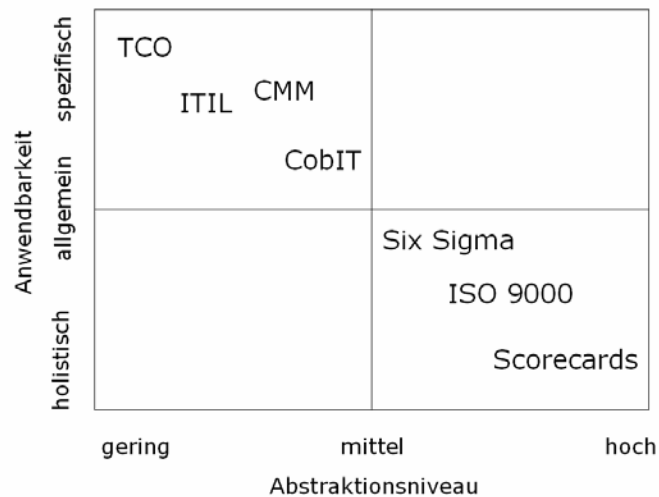 Anwendbarkeit
spezifisch
allgemein
holistisch
TCO
CMM
ITIL
CobIT
Six Sigma
ISO 9000
Scorecards
gering mittel hoch
Abstraktionsniveau